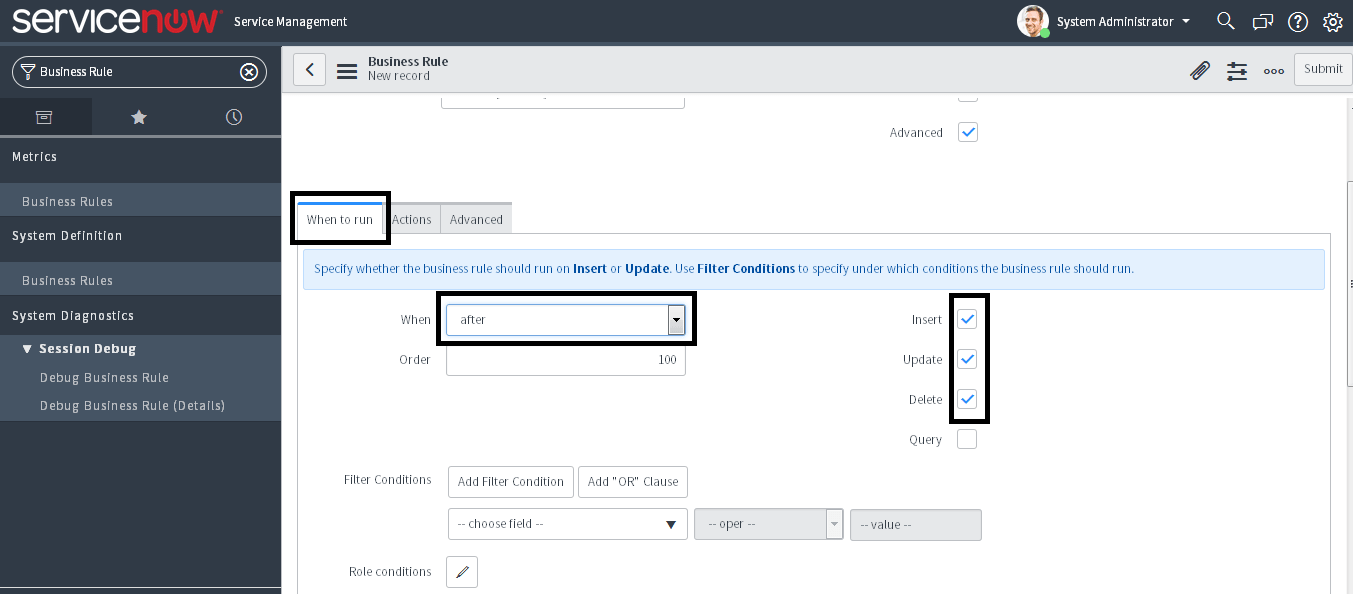 servicenow Service Management
System Administrator
Business Rule
Business Rule
New record
Submit
Advanced
Metrics
Business Rules
System Definition
Business Rules
System Diagnostics
Session Debug
Debug Business Rule
Debug Business Rule (Details)
When to run Actions Advanced
Specify whether the business rule should run on Insert or Update. Use Filter Conditions to specify under which conditions the business rule should run.
When after Insert
Order 100 Update
Delete
Query
Filter Conditions Add Filter Condition Add "OR" Clause
-- choose field -- -- oper -- -- value --
Role conditions